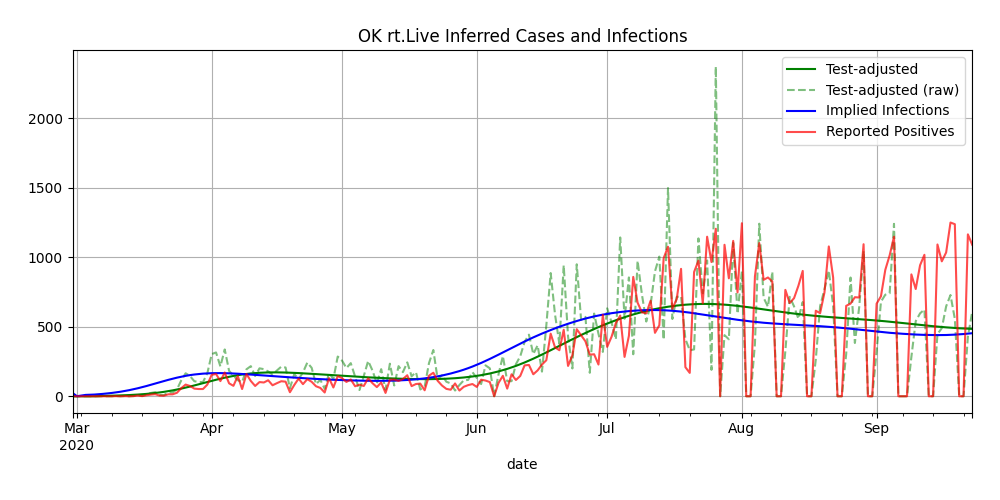 OK rt.Live Inferred Cases and Infections
Test-adjusted
Test-adjusted (raw)
Implied Infections
Reported Positives
2000
1500
1000
500
0
Mar Apr May Jun Jul Aug Sep
2020
date